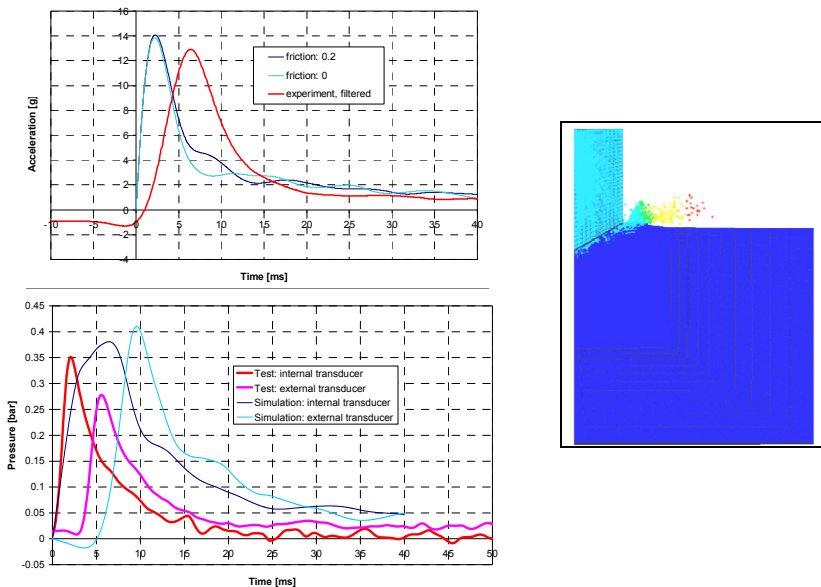 16
14
12
10
8
6
4
2
0
-2
-4
Acceleration [g]
-10 -5 0 5 10 15 20 25 30 35 40
friction: 0.2
friction: 0
experiment, filtered
Time [ms]
0.45
0.4
0.35
0.3
0.25
0.2
0.15
0.1
0.05
0
-0.05
Pressure [bar]
0 5 10 15 20 25 30 35 40 45 50
Test: internal transducer
Test: external transducer
Simulation: internal transducer
Simulation: external transducer
Time [ms]